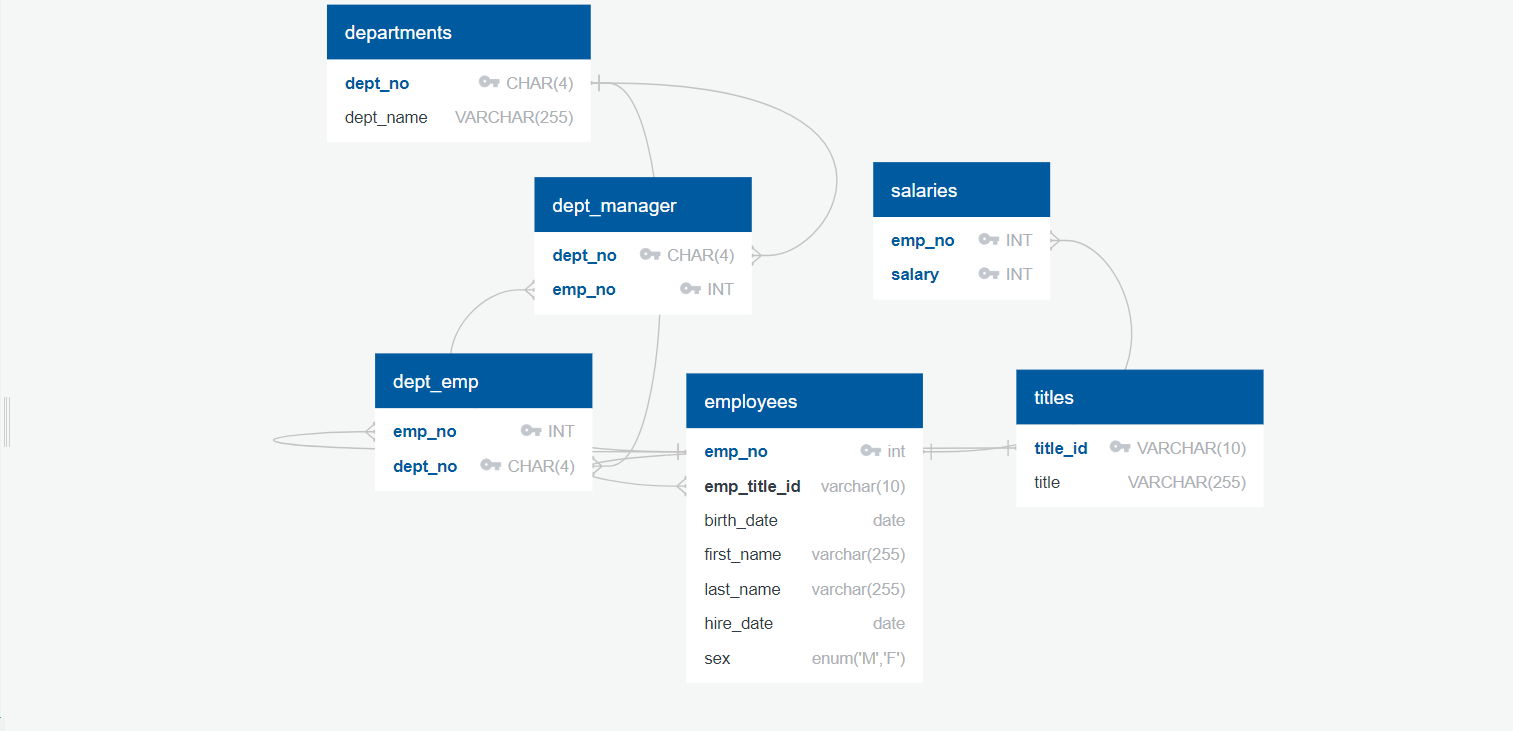 departments
dept_no CHAR(4)
dept_name VARCHAR(255)
dept_manager
dept_no CHAR(4)
emp_no INT
salaries
emp_no INT
salary INT
dept_emp
emp_no INT
dept_no CHAR(4)
employees
emp_no int
emp_title_id varchar(10)
birth_date date
first_name varchar(255)
last_name varchar(255)
hire_date date
sex enum('M','F')
titles
title_id VARCHAR(10)
title VARCHAR(255)